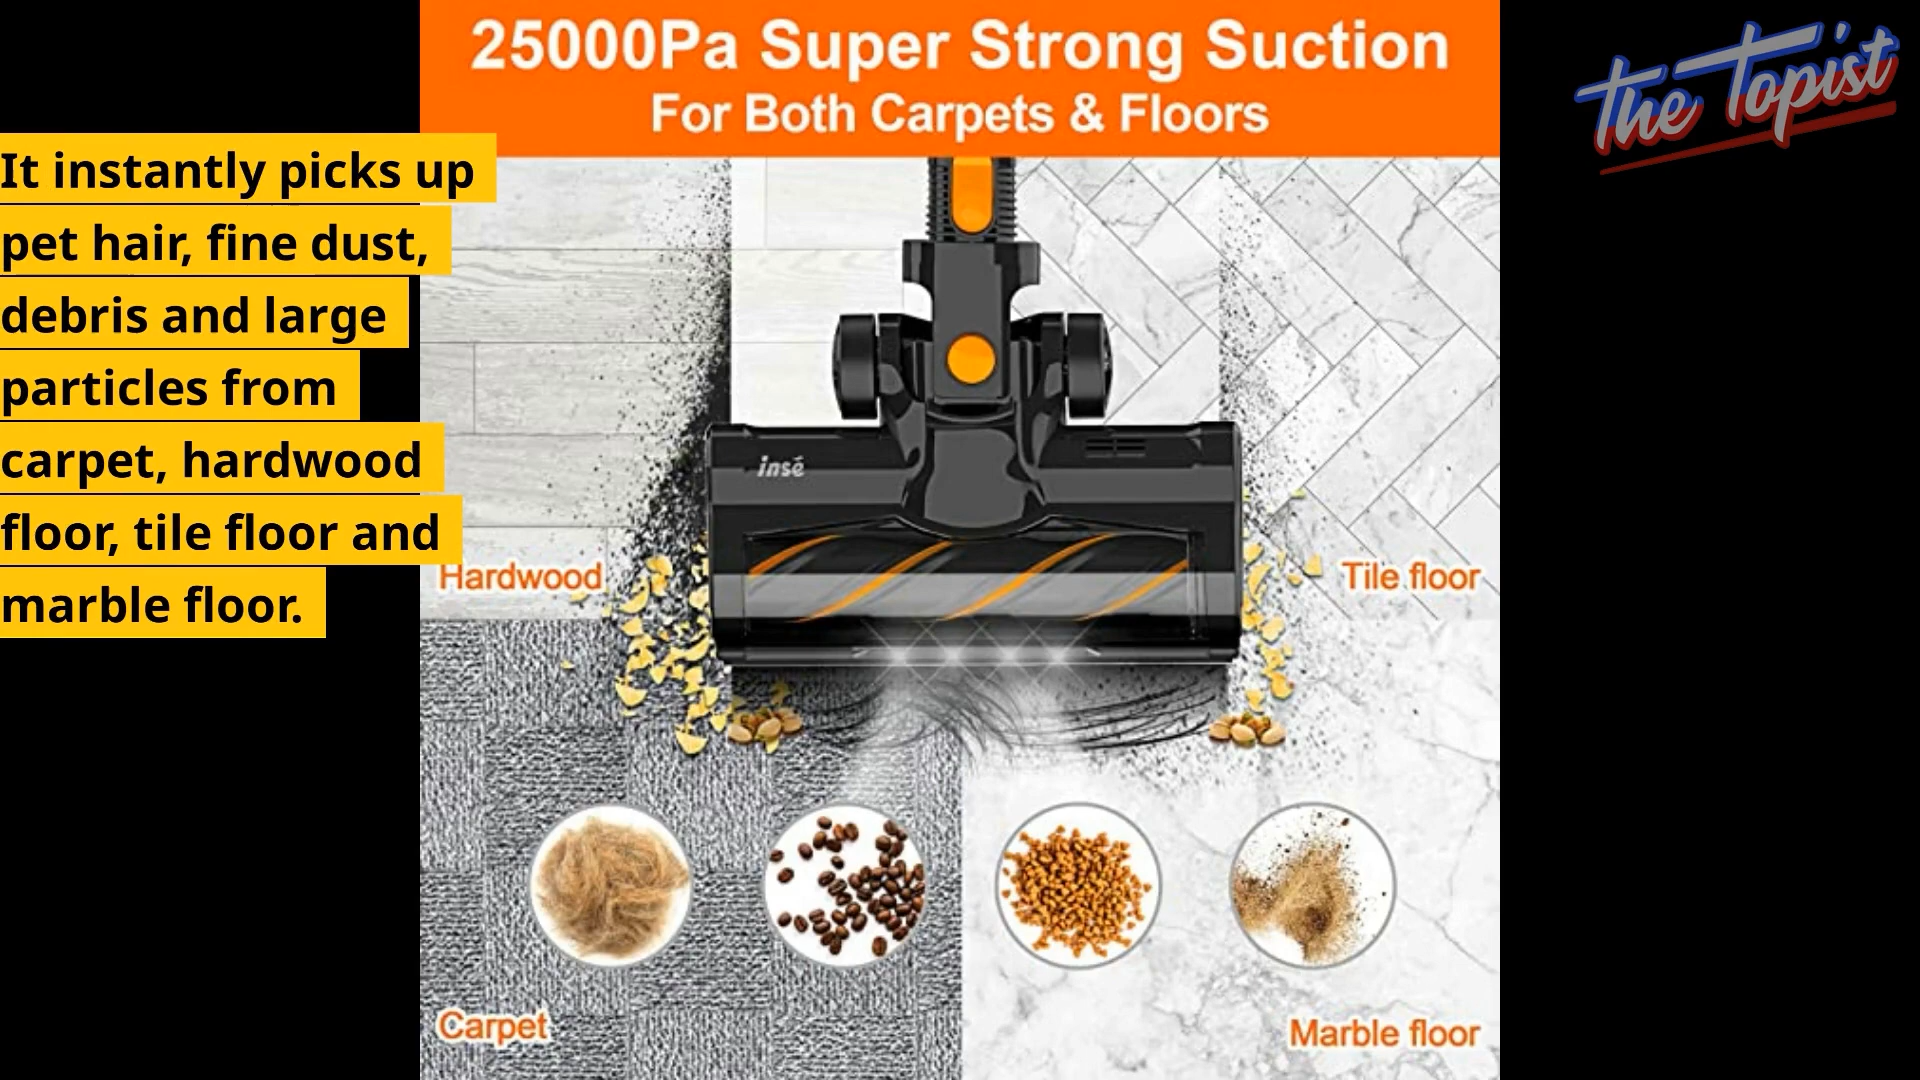 25000Pa Super Strong Suction
For Both Carpets & Floors
The Topist
It instantly picks up
pet hair, fine dust,
debris and large
particles from
carpet, hardwood
floor, tile floor and
marble floor.
insé
Hardwood
Tile floor
Carpet
Marble floor